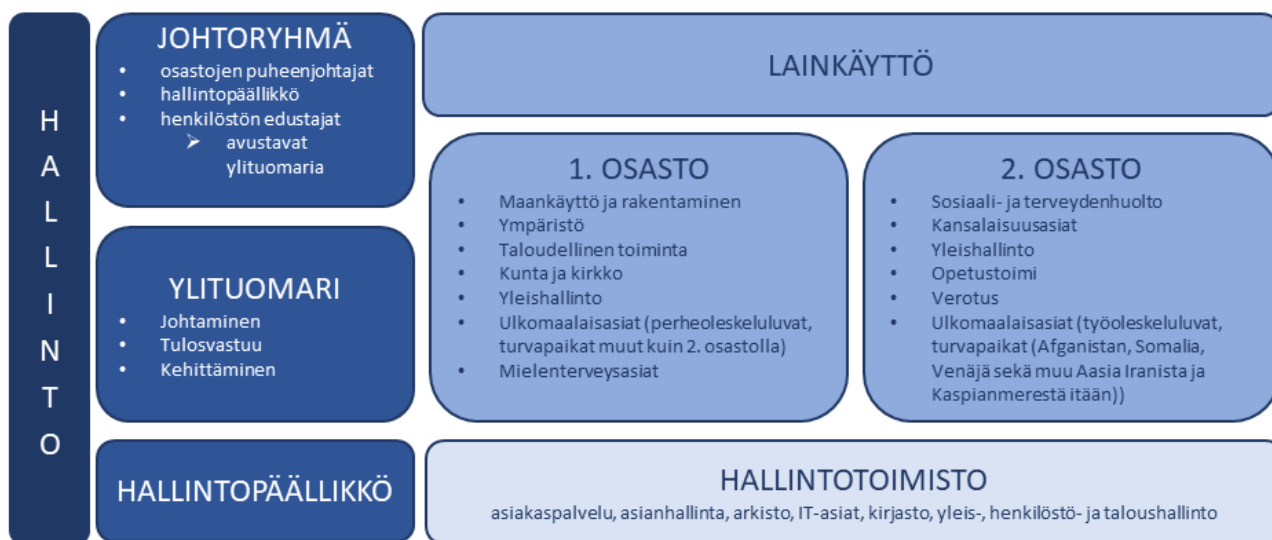 HALLINTO
JOHTORYHMÄ
• osastojen puheenjohtajat
• hallintopäällikkö
• henkilöstön edustajat
➢ avustavat
ylituomaria
YLITUOMARI
• Johtaminen
• Tulosvastuu
• Kehittäminen
HALLINTOPÄÄLLIKKÖ
LAINKÄYTTÖ
1. OSASTO
• Maankäyttö ja rakentaminen
• Ympäristö
• Taloudellinen toiminta
• Kunta ja kirkko
• Yleishallinto
• Ulkomaalaisasiat (perheoleskeluluvat,
turvapaikat muut kuin 2. osastolla)
• Mielenterveysasiat
2. OSASTO
• Sosiaali- ja terveydenhuolto
• Kansalaisuusasiat
• Yleishallinto
• Opetustoimi
• Verotus
• Ulkomaalaisasiat (työoleskeluluvat,
turvapaikat (Afganistan, Somalia,
Venäjä sekä muu Aasia Iranista ja
Kaspianmerestä itään))
HALLINTOTOIMISTO
asiakaspalvelu, asianhallinta, arkisto, IT-asiat, kirjasto, yleis-, henkilöstö- ja taloushallinto